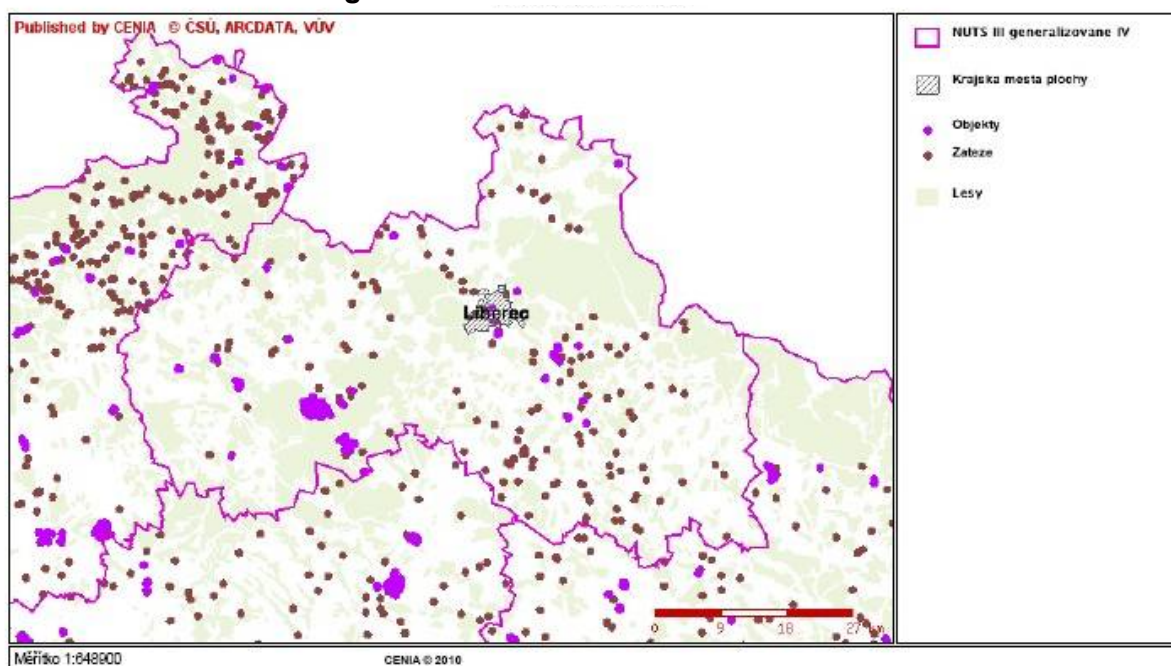 Published by CENIA © ČSÚ, ARCDATA, VÚV
NUTS III generalizovane IV
Krajska mesta plochy
Objekty
Zateze
Lesy
Liberec
0 9 18 27 km
Měřítko 1:648900
CENIA © 2010